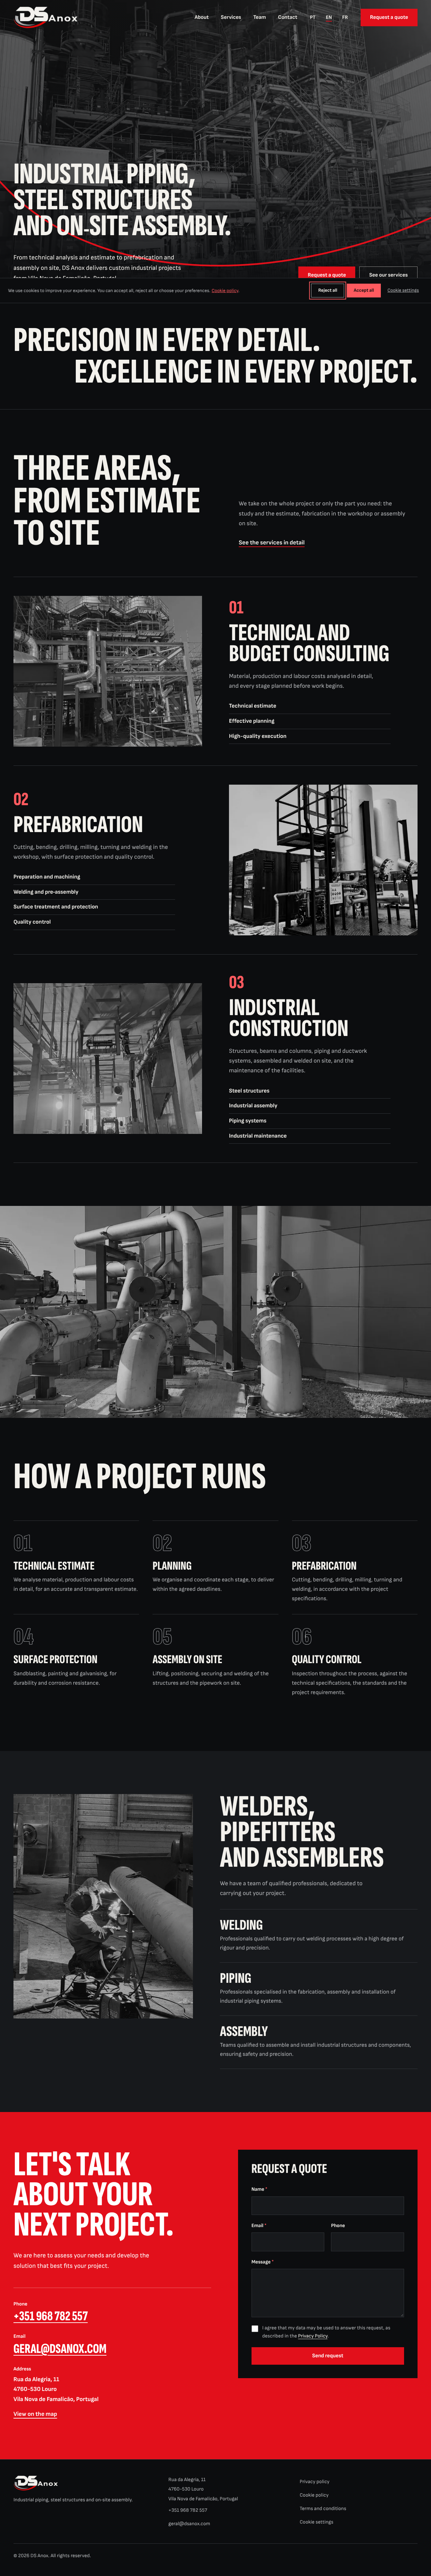 DS Anox
About Services Team Contact PT EN FR Request a quote
INDUSTRIAL PIPING,
STEEL STRUCTURES
AND ON-SITE ASSEMBLY.
From technical analysis and estimate to prefabrication and
assembly on site, DS Anox delivers custom industrial projects
Request a quote See our services
We use cookies to improve your experience. You can accept all, reject all or choose your preferences. Cookie policy.
Reject all Accept all Cookie settings
PRECISION IN EVERY DETAIL.
EXCELLENCE IN EVERY PROJECT.
THREE AREAS,
FROM ESTIMATE
TO SITE
We take on the whole project or only the part you need: the
study and the estimate, fabrication in the workshop or assembly
on site.
See the services in detail
01
TECHNICAL AND
BUDGET CONSULTING
Material, production and labour costs analysed in detail,
and every stage planned before work begins.
Technical estimate
Effective planning
High-quality execution
02
PREFABRICATION
Cutting, bending, drilling, milling, turning and welding in the
workshop, with surface protection and quality control.
Preparation and machining
Welding and pre-assembly
Surface treatment and protection
Quality control
03
INDUSTRIAL
CONSTRUCTION
Structures, beams and columns, piping and ductwork
systems, assembled and welded on site, and the
maintenance of the facilities.
Steel structures
Industrial assembly
Piping systems
Industrial maintenance
HOW A PROJECT RUNS
01
TECHNICAL ESTIMATE
We analyse material, production and labour costs
in detail, for an accurate and transparent estimate.
02
PLANNING
We organise and coordinate each stage, to deliver
within the agreed deadlines.
03
PREFABRICATION
Cutting, bending, drilling, milling, turning and
welding, in accordance with the project
specifications.
04
SURFACE PROTECTION
Sandblasting, painting and galvanising, for
durability and corrosion resistance.
05
ASSEMBLY ON SITE
Lifting, positioning, securing and welding of the
structures and the pipework on site.
06
QUALITY CONTROL
Inspection throughout the process, against the
technical specifications, the standards and the
project requirements.
WELDERS,
PIPEFITTERS
AND ASSEMBLERS
We have a team of qualified professionals, dedicated to
carrying out your project.
WELDING
Professionals qualified to carry out welding processes with a high degree of
rigour and precision.
PIPING
Professionals specialised in the fabrication, assembly and installation of
industrial piping systems.
ASSEMBLY
Teams qualified to assemble and install industrial structures and components,
ensuring safety and precision.
LET'S TALK
ABOUT YOUR
NEXT PROJECT.
We are here to assess your needs and develop the
solution that best fits your project.
Phone
+351 968 782 557
Email
GERAL@DSANOX.COM
Address
Rua da Alegria, 11
4760-530 Louro
Vila Nova de Famalicão, Portugal
View on the map
REQUEST A QUOTE
Name *
Email * Phone
Message *
I agree that my data may be used to answer this request, as
described in the Privacy Policy.
Send request
DS Anox
Industrial piping, steel structures and on-site assembly.
Rua da Alegria, 11
4760-530 Louro
Vila Nova de Famalicão, Portugal
+351 968 782 557
geral@dsanox.com
Privacy policy
Cookie policy
Terms and conditions
Cookie settings
© 2026 DS Anox. All rights reserved.